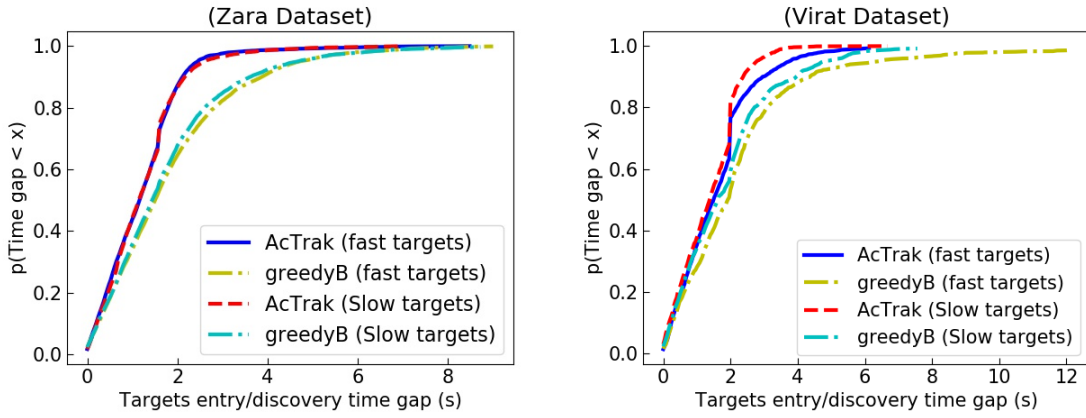 (Zara Dataset)
p(Time gap < x)
1.0
0.8
0.6
0.4
0.2
0.0
AcTrak (fast targets)
greedyB (fast targets)
AcTrak (Slow targets)
greedyB (Slow targets)
0 2 4 6 8
Targets entry/discovery time gap (s)
(Virat Dataset)
p(Time gap < x)
1.0
0.8
0.6
0.4
0.2
0.0
AcTrak (fast targets)
greedyB (fast targets)
AcTrak (Slow targets)
greedyB (Slow targets)
0 2 4 6 8 10 12
Targets entry/discovery time gap (s)